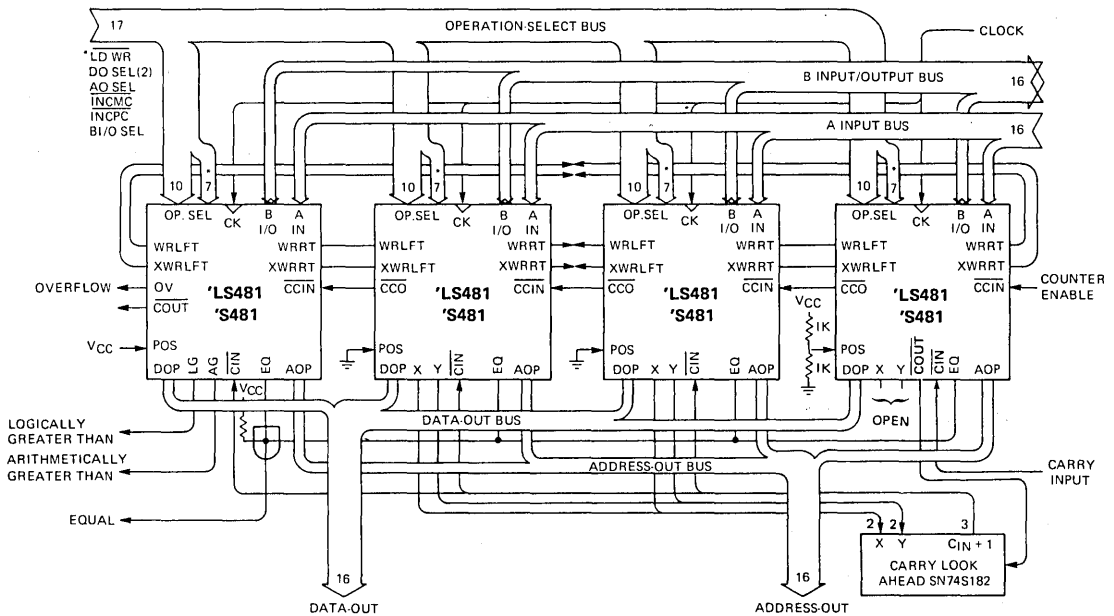 17
OPERATION-SELECT BUS
CLOCK
*LD WR
DO SEL(2)
AO SEL
INCMC
INCPC
BI/O SEL
B INPUT/OUTPUT BUS
16
A INPUT BUS
16
10
*
7
10
*
7
10
*
7
10
*
7
OP. SEL
CK
B
I/O
A
IN
WRLFT
XWRLFT
OV
COUT
POS
WRRT
XWRRT
CCIN
'LS481
'S481
DOP
LG
AG
CIN
EQ
AOP
OP.SEL
CK
B
I/O
A
IN
WRLFT
XWRLFT
CCO
POS
WRRT
XWRRT
CCIN
'LS481
'S481
DOP
X
Y
CIN
EQ
AOP
OP.SEL
CK
B
I/O
A
IN
WRLFT
XWRLFT
CCO
POS
WRRT
XWRRT
CCIN
'LS481
'S481
DOP
X
Y
CIN
EQ
AOP
OP.SEL
CK
B
I/O
A
IN
WRLFT
XWRLFT
CCO
POS
WRRT
XWRRT
CCIN
'LS481
'S481
DOP
X
Y
COUT
CIN
EQ
AOP
OVERFLOW
VCC
VCC
VCC
1K
1K
COUNTER
ENABLE
OPEN
DATA-OUT BUS
LOGICALLY
GREATER THAN
ARITHMETICALLY
GREATER THAN
ADDRESS-OUT BUS
CARRY
INPUT
EQUAL
2
2
3
X
Y
CIN + 1
CARRY LOOK
AHEAD SN74S182
16
DATA-OUT
16
ADDRESS-OUT